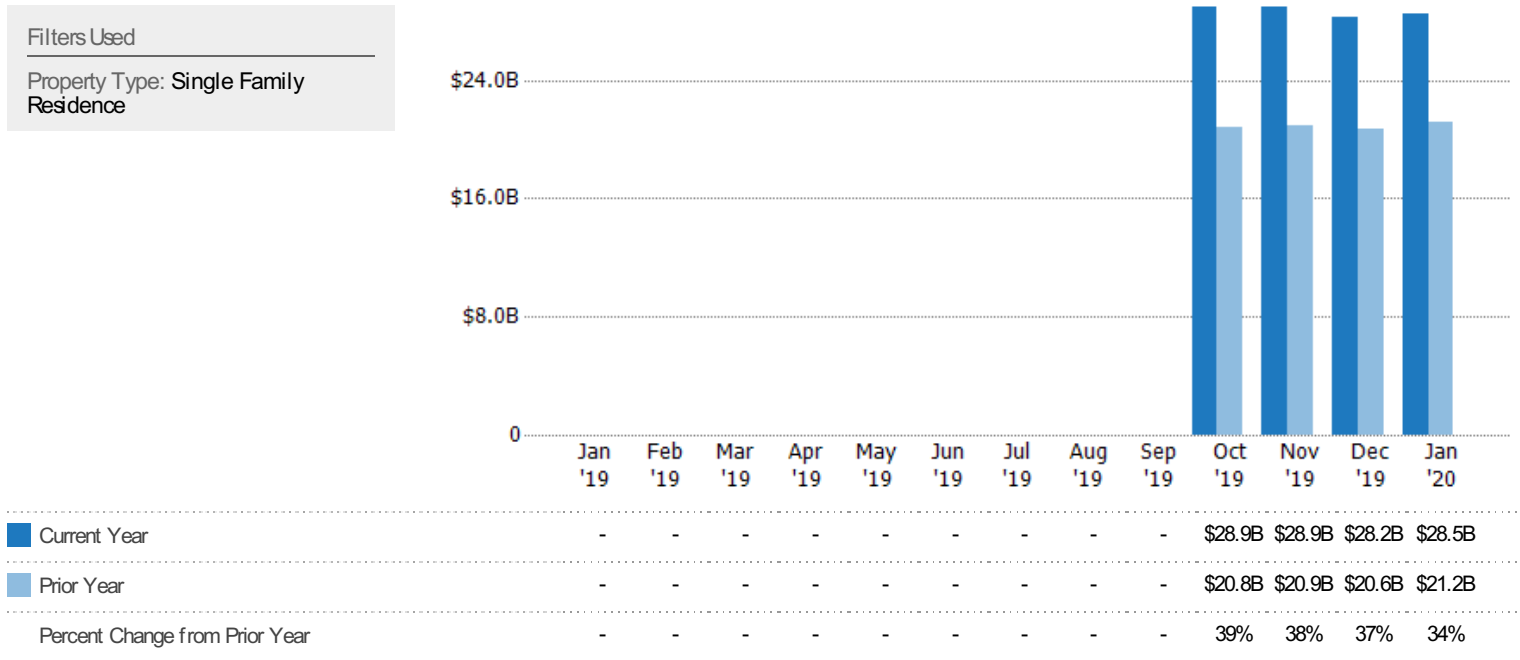 Filters Used
Property Type: Single Family
Residence
$24.0B
$16.0B
$8.0B
0
Jan Feb Mar Apr May Jun Jul Aug Sep Oct Nov Dec Jan
'19 '19 '19 '19 '19 '19 '19 '19 '19 '19 '19 '19 '20
Current Year - - - - - - - - - $28.9B $28.9B $28.2B $28.5B
Prior Year - - - - - - - - - $20.8B $20.9B $20.6B $21.2B
Percent Change from Prior Year - - - - - - - - - 39% 38% 37% 34%